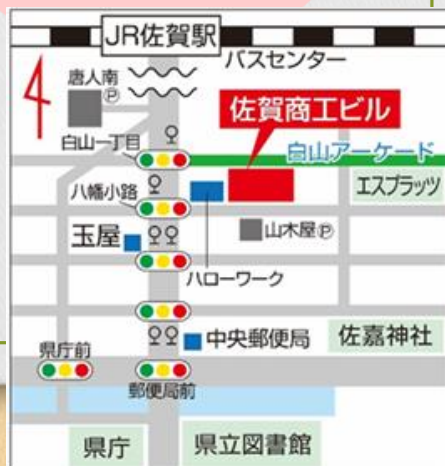 JR佐賀駅
バスセンター
唐人南
Ⓟ
佐賀商工ビル
白山一丁目
白山アーケード
八幡小路
エスプラッツ
玉屋
山木屋Ⓟ
ハローワーク
中央郵便局
佐嘉神社
県庁前
郵便局前
県庁
県立図書館